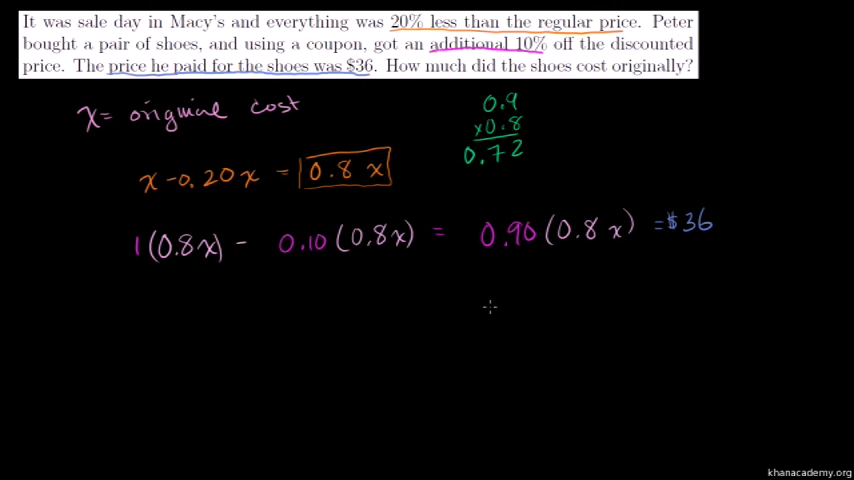 It was sale day in Macy's and everything was 20% less than the regular price. Peter
bought a pair of shoes, and using a coupon, got an additional 10% off the discounted
price. The price he paid for the shoes was $36. How much did the shoes cost originally?
x = original cost
0.9
x0.8
0.72
x - 0.20x = 0.8 x
1(0.8x) - 0.10(0.8x) = 0.90(0.8x) = $36
khanacademy.org